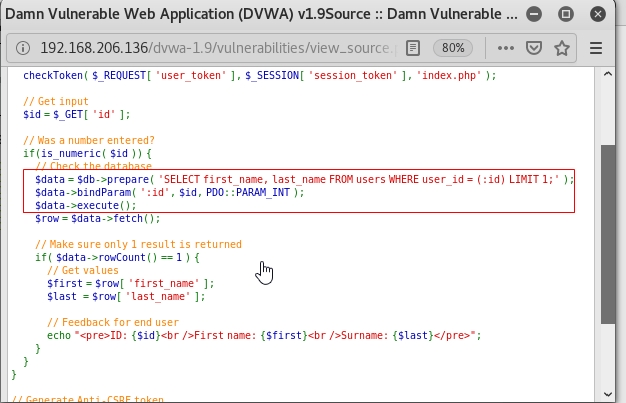 Damn Vulnerable Web Application (DVWA) v1.9Source :: Damn Vulnerable ...
192.168.206.136/dvwa-1.9/vulnerabilities/view_source.p 80%
checkToken( $_REQUEST[ 'user_token' ], $_SESSION[ 'session_token' ], 'index.php' );
// Get input
$id = $_GET[ 'id' ];
// Was a number entered?
if(is_numeric( $id )) {
// Check the database
$data = $db->prepare( 'SELECT first_name, last_name FROM users WHERE user_id = (:id) LIMIT 1;' );
$data->bindParam( ':id', $id, PDO::PARAM_INT );
$data->execute();
$row = $data->fetch();
// Make sure only 1 result is returned
if( $data->rowCount() == 1 ) {
// Get values
$first = $row[ 'first_name' ];
$last = $row[ 'last_name' ];
// Feedback for end user
echo "<pre>ID: {$id}<br />First name: {$first}<br />Surname: {$last}</pre>";
}
}
}
// Generate Anti-CSRF token